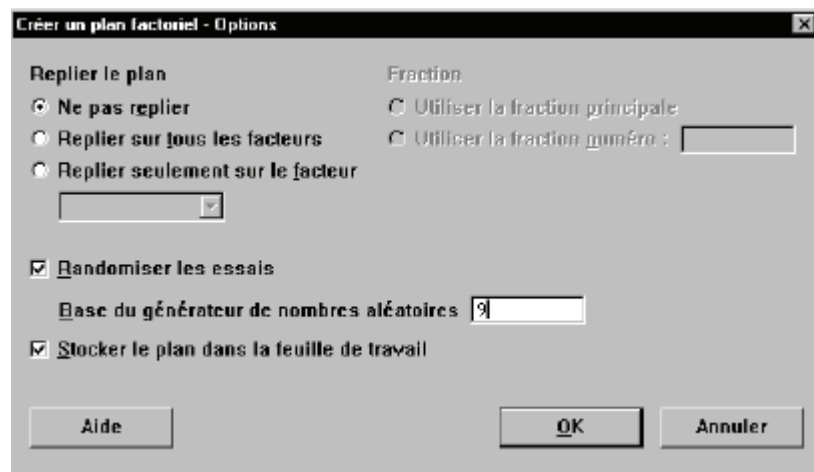 Créer un plan factoriel - Options
Replier le plan
Ne pas replier
Replier sur tous les facteurs
Replier seulement sur le facteur
Fraction
Utiliser la fraction principale
Utiliser la fraction numéro :
Randomiser les essais
Base du générateur de nombres aléatoires 9
Stocker le plan dans la feuille de travail
Aide
OK
Annuler